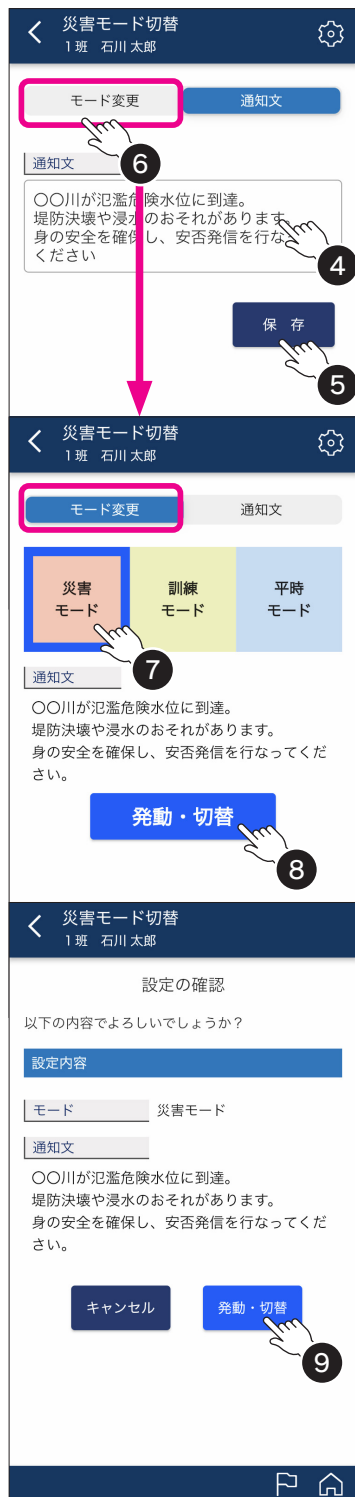 災害モード切替
1班 石川 太郎
モード変更
通知文
6
通知文
〇〇川が氾濫危険水位に到達。
堤防決壊や浸水のおそれがあります。
身の安全を確保し、安否発信を行な
ください
4
保 存
5
災害モード切替
1班 石川 太郎
モード変更
通知文
災害
モード
訓練
モード
平時
モード
7
通知文
〇〇川が氾濫危険水位に到達。
堤防決壊や浸水のおそれがあります。
身の安全を確保し、安否発信を行なってくだ
さい。
発動・切替
8
災害モード切替
1班 石川 太郎
設定の確認
以下の内容でよろしいでしょうか？
設定内容
モード 災害モード
通知文
〇〇川が氾濫危険水位に到達。
堤防決壊や浸水のおそれがあります。
身の安全を確保し、安否発信を行なってくだ
さい。
キャンセル
発動・切替
9